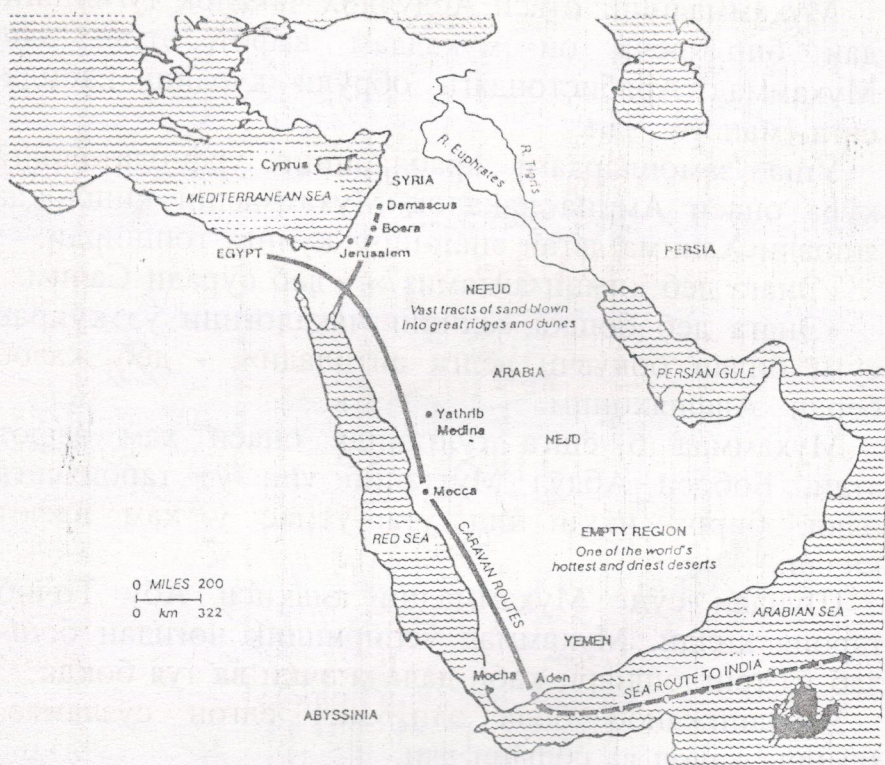 Cyprus
MEDITERRANEAN SEA
SYRIA
Damascus
Bosra
Jerusalem
EGYPT
R. Euphrates
R. Tigris
PERSIA
NEFUD
Vast tracts of sand blown
Into great ridges and dunes
PERSIAN GULF
ARABIA
Yathrib
Medina
NEJD
Mecca
RED SEA
CARAVAN ROUTES
EMPTY REGION
One of the world's
hottest and driest deserts
0 MILES 200
0 Km 322
ARABIAN SEA
YEMEN
Mocha
Aden
SEA ROUTE TO INDIA
ABYSSINIA